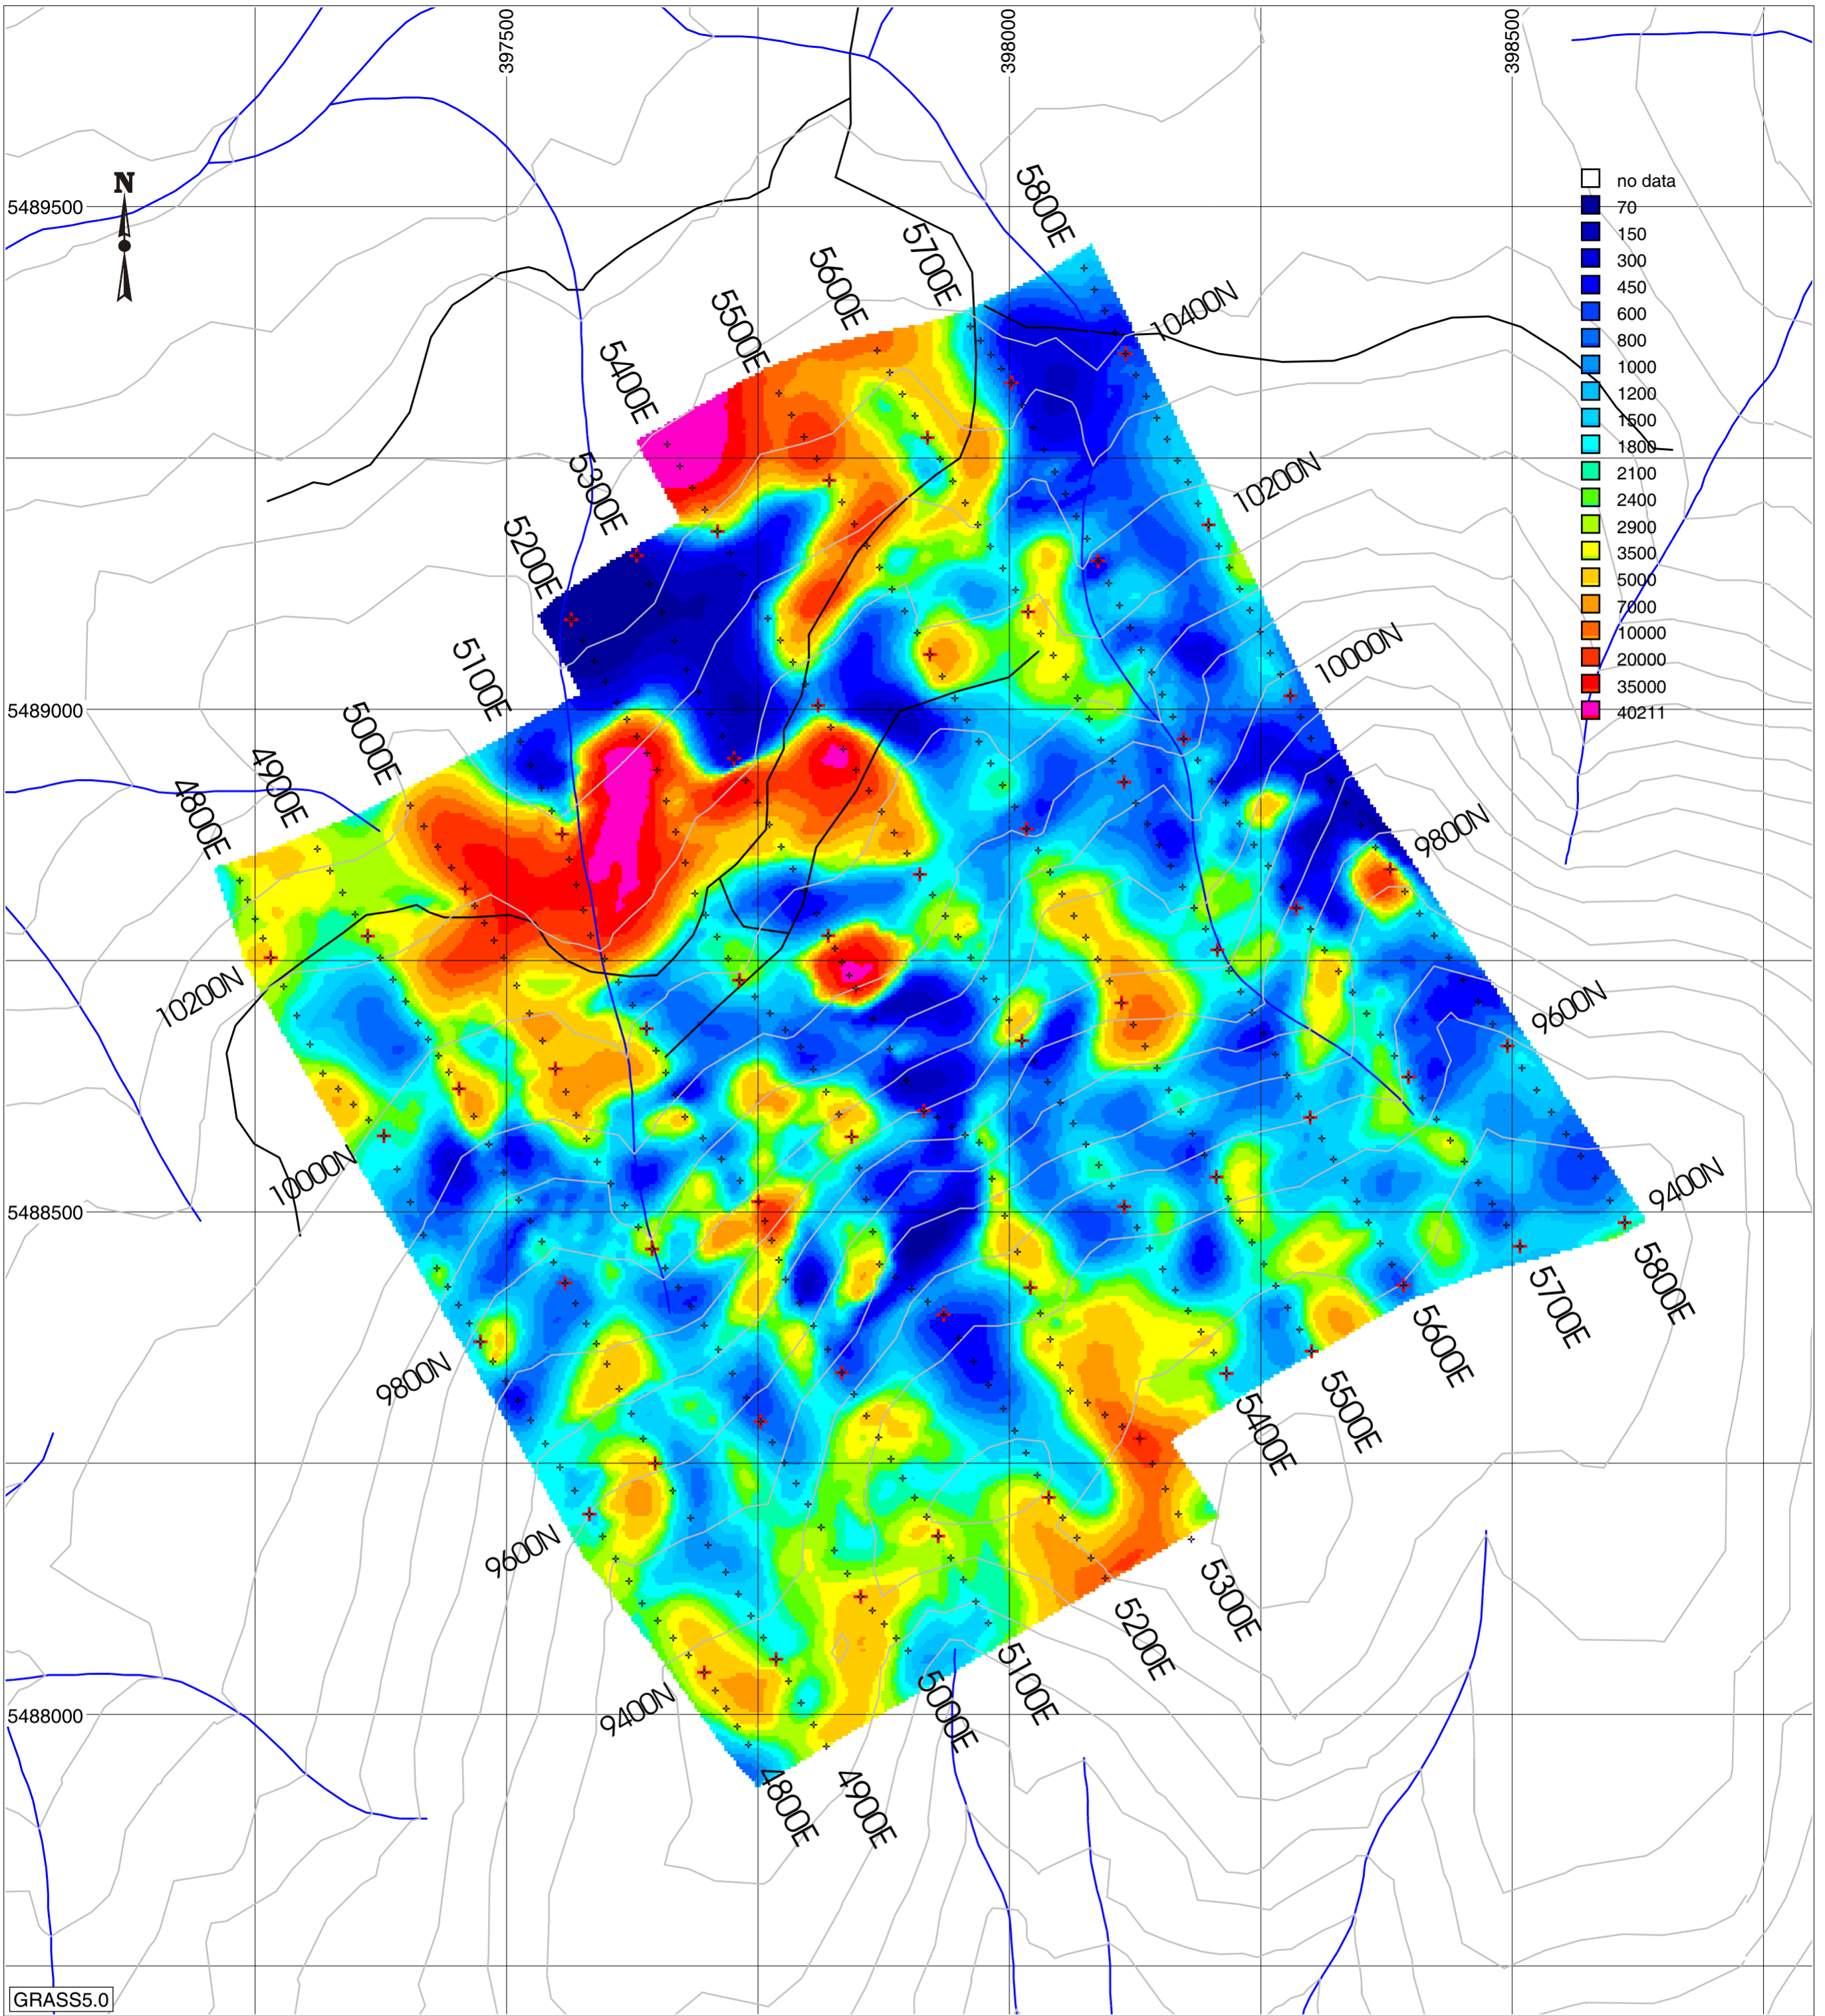 397500
398000
398500
N
5489500
5489000
5488500
5488000
no data
70
150
300
450
600
800
1000
1200
1500
1800
2100
2400
2900
3500
5000
7000
10000
20000
35000
40211
5800E
5700E
5600E
5500E
5400E
5300E
5200E
5100E
5000E
4900E
4800E
10400N
10200N
10000N
9800N
9600N
9400N
10200N
10000N
9800N
9600N
9400N
5800E
5700E
5600E
5500E
5400E
5300E
5200E
5100E
5000E
4900E
4800E
GRASS5.0